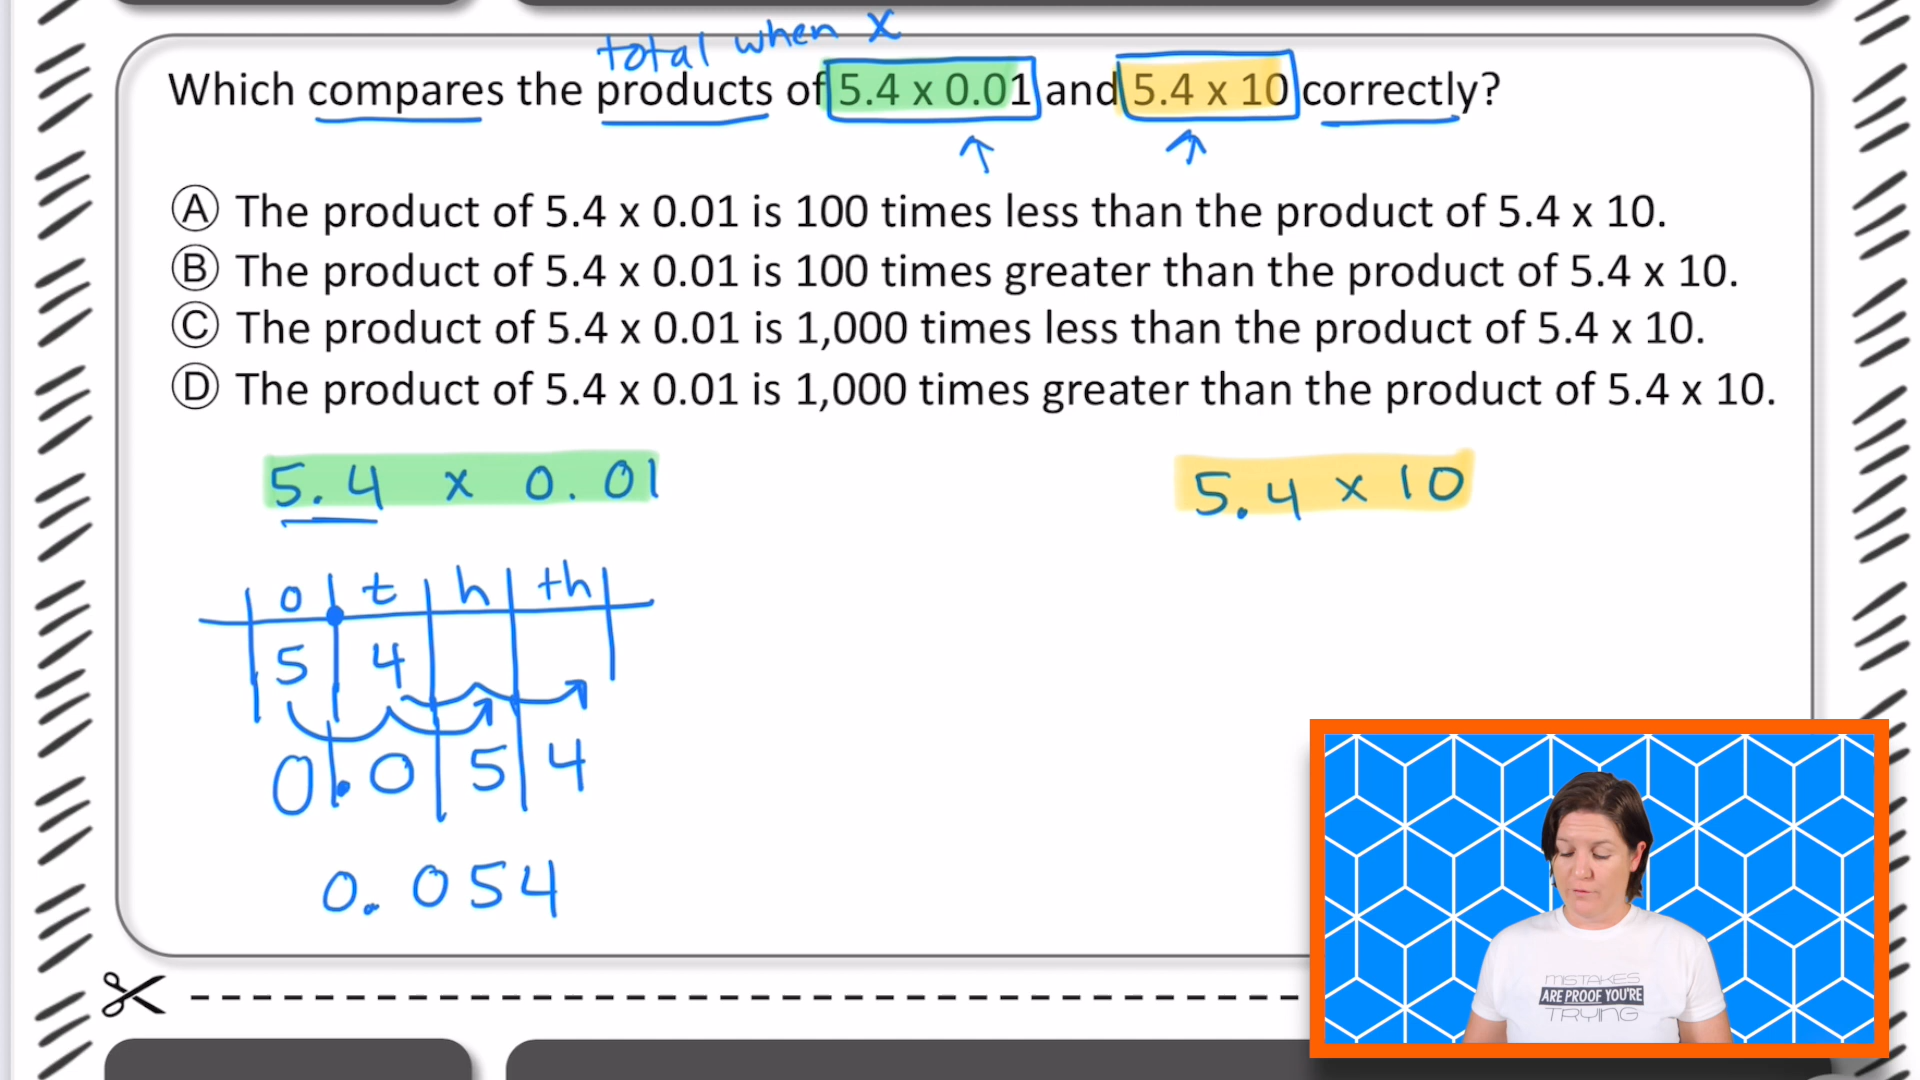 total when x
Which compares the products of 5.4 x 0.01 and 5.4 x 10 correctly?
Ⓐ The product of 5.4 x 0.01 is 100 times less than the product of 5.4 x 10.
Ⓑ The product of 5.4 x 0.01 is 100 times greater than the product of 5.4 x 10.
Ⓒ The product of 5.4 x 0.01 is 1,000 times less than the product of 5.4 x 10.
Ⓓ The product of 5.4 x 0.01 is 1,000 times greater than the product of 5.4 x 10.
5.4 x 0.01
5.4 x 10
o t h th
5 4
0.0 5 4
0.054
MISTAKES
ARE PROOF YOU'RE
TRYING